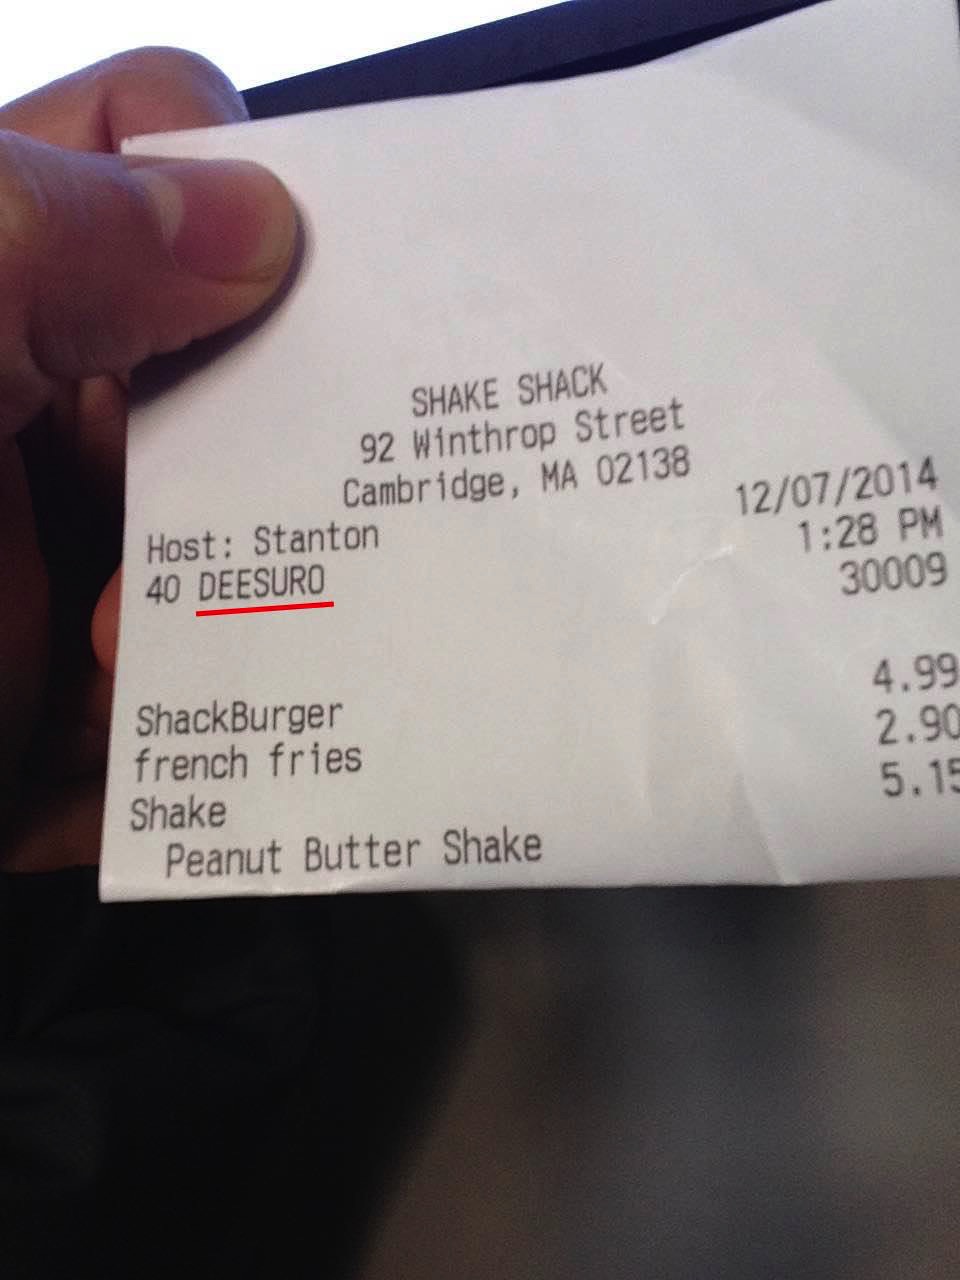 SHAKE SHACK
92 Winthrop Street
Cambridge, MA 02138
12/07/2014
Host: Stanton 1:28 PM
40 DEESURO 30009
ShackBurger 4.99
french fries 2.90
Shake 5.15
Peanut Butter Shake